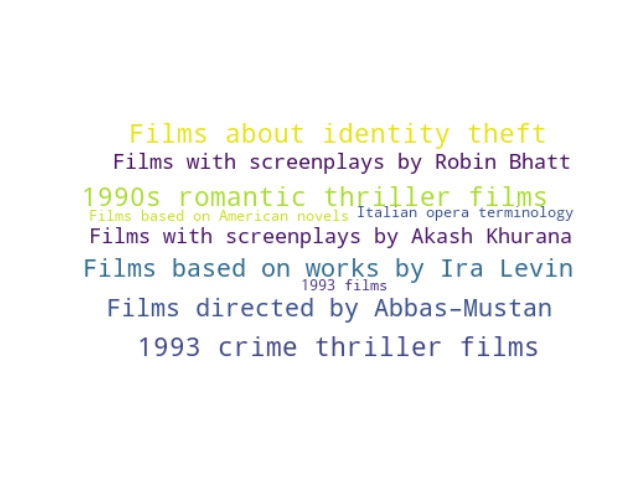 Films about identity theft
Films with screenplays by Robin Bhatt
1990s romantic thriller films
Films based on American novels
Italian opera terminology
Films with screenplays by Akash Khurana
Films based on works by Ira Levin
1993 films
Films directed by Abbas–Mustan
1993 crime thriller films